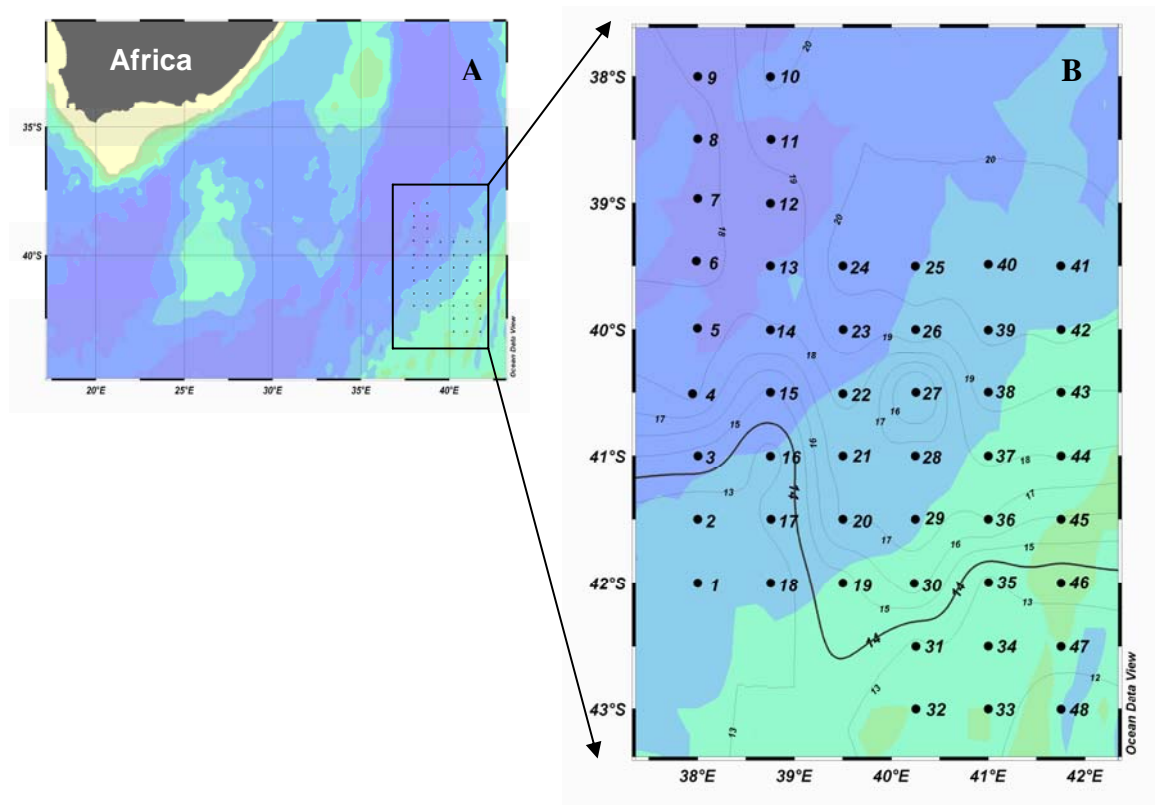 Africa
A
35°S
40°S
20°E 25°E 30°E 35°E 40°E
Ocean Data View
B
38°S
39°S
40°S
41°S
42°S
43°S
38°E 39°E 40°E 41°E 42°E
Ocean Data View
20
9 10
8 11
19 20
7 12
20
18
6 13 24 25 40 41
5 14 23 26 39 42
19
18
4 15 22 27 38 43
19
16
17 17
15
16
3 16 21 28 37 44
18
13 14 17
2 17 20 29 36 45
17 16 15
1 18 19 30 35 46
14
15 13
14
31 34 47
13 12
32 33 48
13